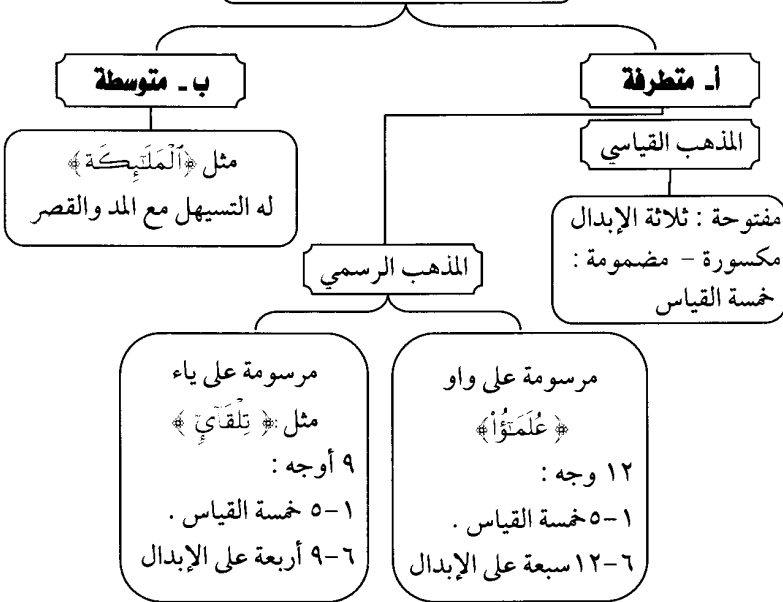 أـ متطرفة
ب ـ متوسطة
المذهب القياسي
مثل ﴿ٱلْمَلَٰٓئِكَة﴾
له التسيهل مع المد والقصر
مفتوحة : ثلاثة الإبدال
مكسورة – مضمومة :
خمسة القياس
المذهب الرسمي
مرسومة على واو
﴿ عُلَمَٰٓؤُاْ﴾
١٢ وجه :
١-٥ خمسة القياس .
٦-١٢ سبعة على الإبدال
مرسومة على ياء
مثل :﴿ تِلْقَآيِٕ ﴾
٩ أوجه :
١-٥ خمسة القياس .
٦-٩ أربعة على الإبدال